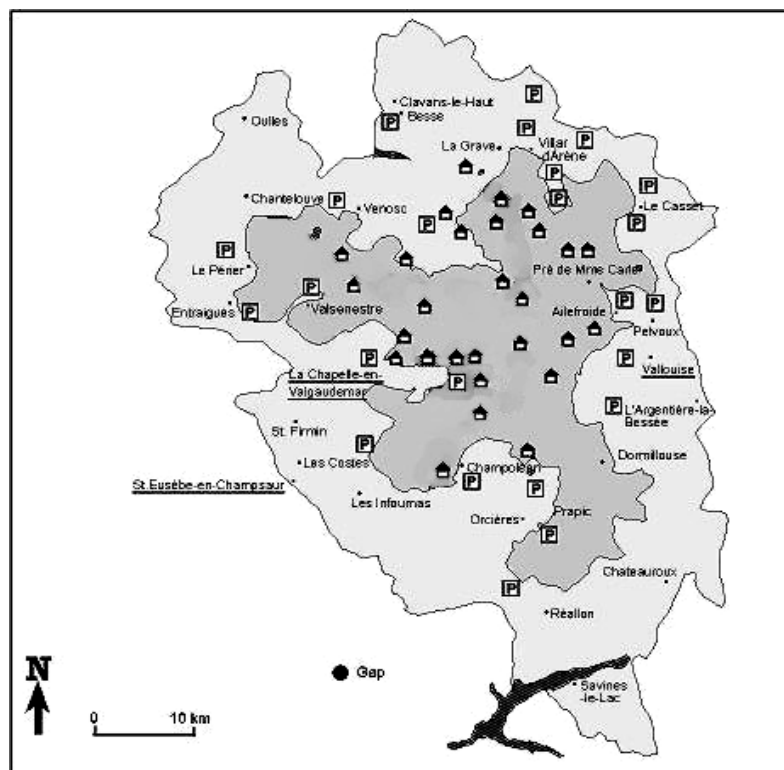 P
Clavans-le-Haut
P
Besse
Oulles
P
La Grave
Villar
d'Arène
P
P
P
P
Chantelouve
P
Venosc
Le Casset
P
P
P
Le Périer
Pré de Mme Carle
P
Valsenestre
P
P
Entraigues
P
Ailefroide
Pelvoux
P
P
Vallouise
La Chapelle-en-
Valgaudemar
P
P
L'Argentière-la-
Bessée
St. Firmin
P
Les Costes
Champoléon
Dormillouse
St.Eusèbe-en-Champsaur
P
P
Les Infournas
Orcières
Prapic
P
Chateauroux
P
Réallon
N
Gap
Savines
-le-Lac
0 10 km